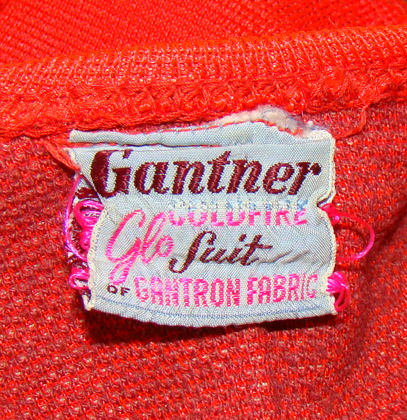 Gantner
COLDFIRE
Glo Suit
OF GANTRON FABRIC